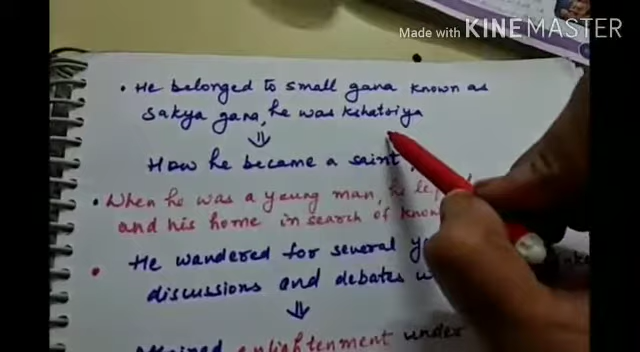 Made with KINEMASTER
• He belonged to small gana known as
sakya gana, he was kshatriya
⇓
How he became a saint.
• When he was a young man, he
and his home in search of
• He wandered for several
discussions and debates
⇓
enlightenment under